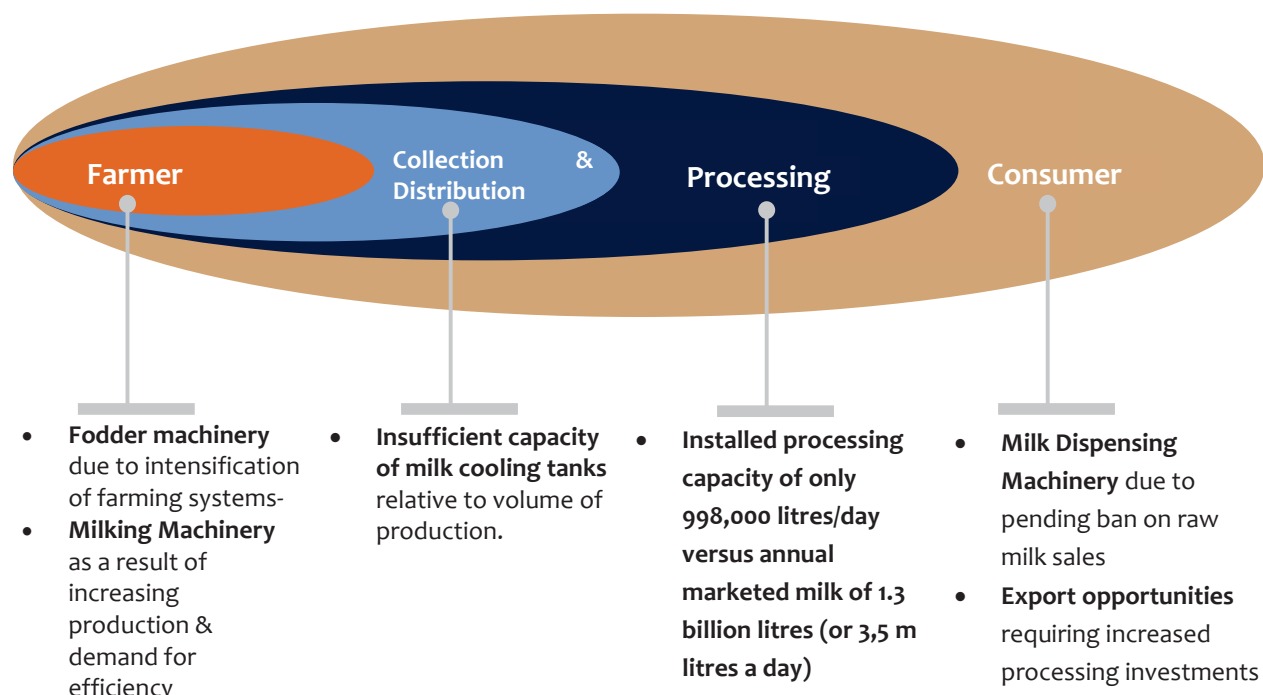 Farmer
Collection &
Distribution
Processing
Consumer
• Fodder machinery
due to intensification
of farming systems-
• Milking Machinery
as a result of
increasing
production &
demand for
efficiency
• Insufficient capacity
of milk cooling tanks
relative to volume of
production.
• Installed processing
capacity of only
998,000 litres/day
versus annual
marketed milk of 1.3
billion litres (or 3,5 m
litres a day)
• Milk Dispensing
Machinery due to
pending ban on raw
milk sales
• Export opportunities
requiring increased
processing investments